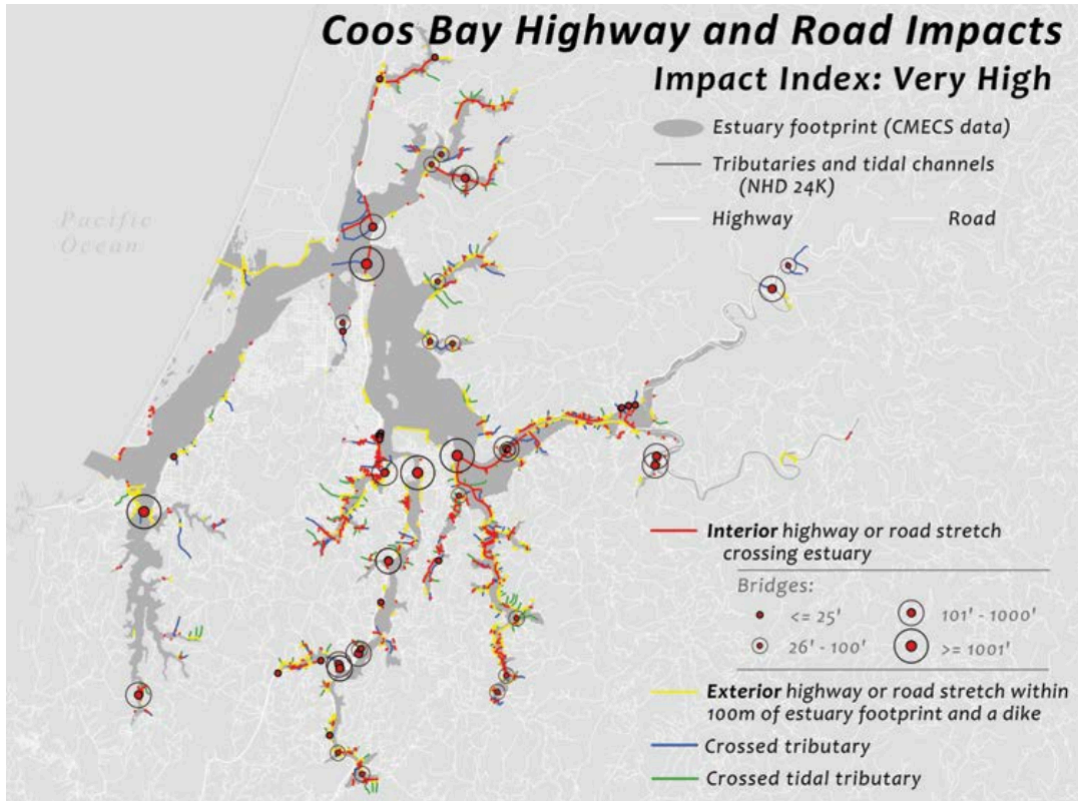 Coos Bay Highway and Road Impacts
Impact Index: Very High
Estuary footprint (CMECS data)
Tributaries and tidal channels
(NHD 24K)
Highway
Road
Pacific
Ocean
Interior highway or road stretch
crossing estuary
Bridges:
<= 25'
101' - 1000'
26' - 100'
>= 1001'
Exterior highway or road stretch within
100m of estuary footprint and a dike
Crossed tributary
Crossed tidal tributary